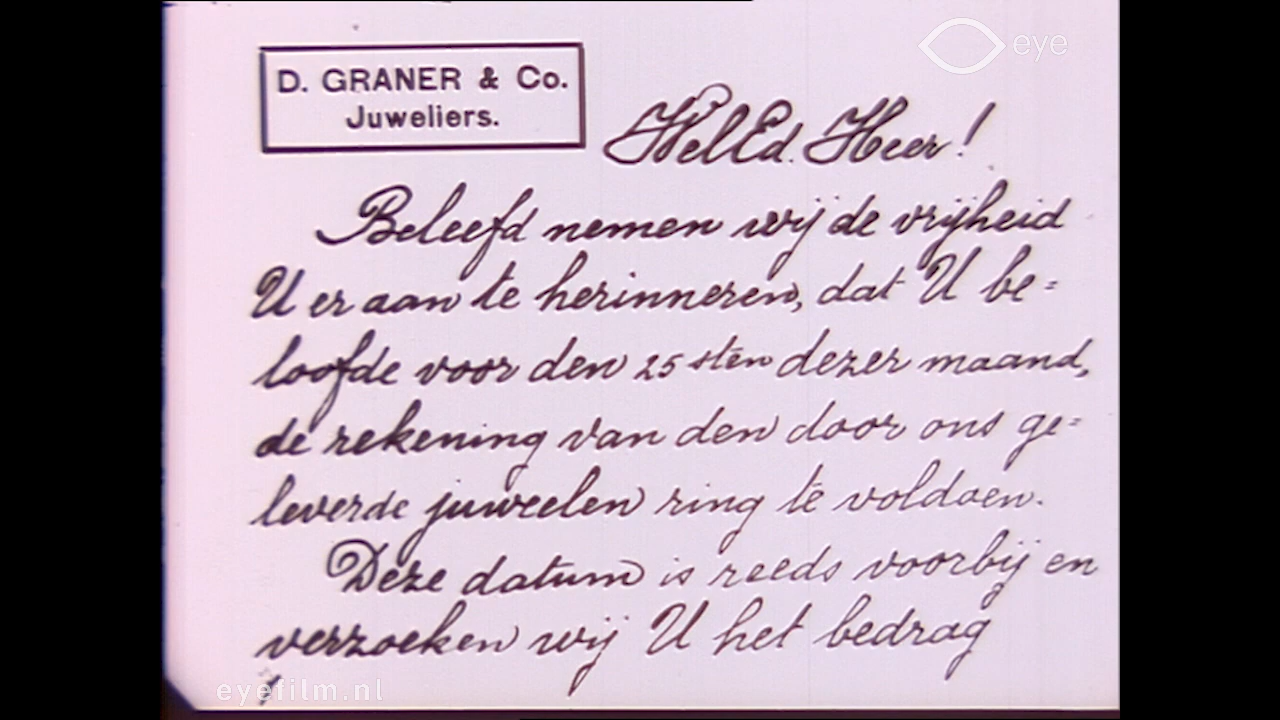 eye
D. GRANER & Co.
Juweliers.
WelEd. Heer!
Beleefd nemen wij de vrijheid
U er aan te herinneren, dat U be=
loofde voor den 25sten dezer maand,
de rekening van den door ons ge=
leverde juweelen ring te voldoen.
Deze datum is reeds voorbij en
verzoeken wij U het bedrag
eyefilm.nl